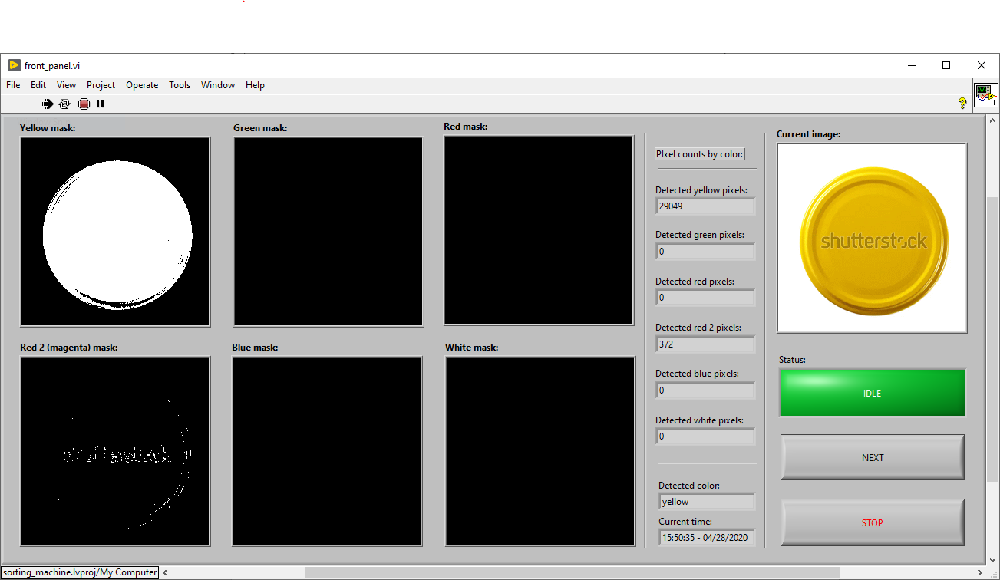 front_panel.vi
File Edit View Project Operate Tools Window Help
1
Yellow mask:
Green mask:
Red mask:
PIxel counts by color:
Detected yellow pixels:
29049
Detected green pixels:
0
Detected red pixels:
0
Detected red 2 pixels:
372
Detected blue pixels:
0
Detected white pixels:
0
Detected color:
yellow
Current time:
15:50:35 - 04/28/2020
Current image:
shutterstock
Status:
IDLE
NEXT
STOP
Red 2 (magenta) mask:
shutterstock
Blue mask:
White mask:
sorting_machine.lvproj/My Computer